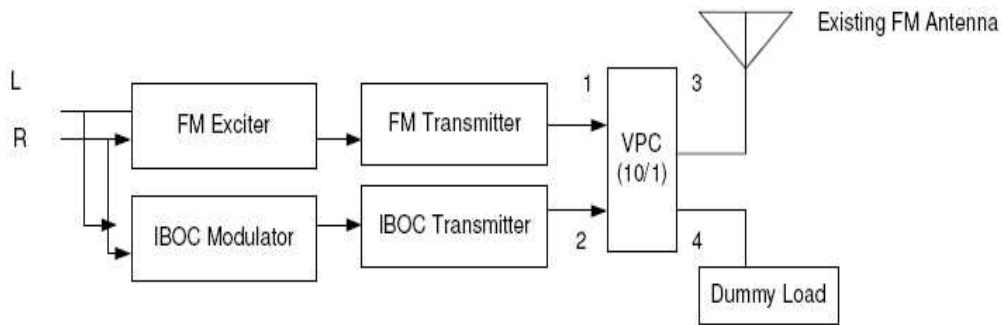 Existing FM Antenna
L
R
FM Exciter
FM Transmitter
1
3
VPC
(10/1)
IBOC Modulator
IBOC Transmitter
2
4
Dummy Load